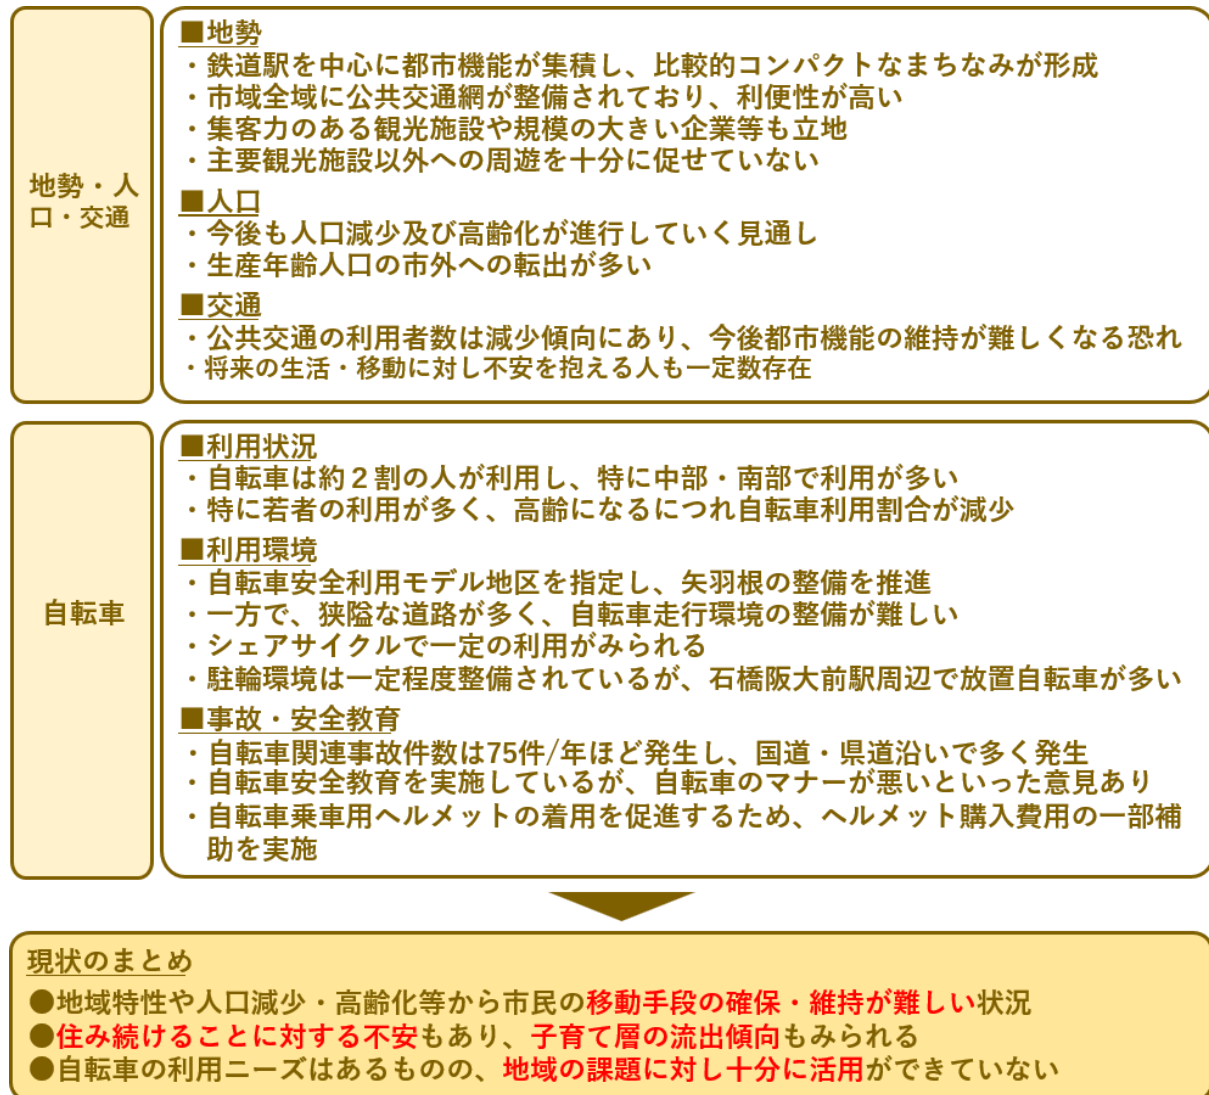 地勢・人
口・交通
■地勢
・鉄道駅を中心に都市機能が集積し、比較的コンパクトなまちなみが形成
・市域全域に公共交通網が整備されており、利便性が高い
・集客力のある観光施設や規模の大きい企業等も立地
・主要観光施設以外への周遊を十分に促せていない
■人口
・今後も人口減少及び高齢化が進行していく見通し
・生産年齢人口の市外への転出が多い
■交通
・公共交通の利用者数は減少傾向にあり、今後都市機能の維持が難しくなる恐れ
・将来の生活・移動に対し不安を抱える人も一定数存在
自転車
■利用状況
・自転車は約２割の人が利用し、特に中部・南部で利用が多い
・特に若者の利用が多く、高齢になるにつれ自転車利用割合が減少
■利用環境
・自転車安全利用モデル地区を指定し、矢羽根の整備を推進
・一方で、狭隘な道路が多く、自転車走行環境の整備が難しい
・シェアサイクルで一定の利用がみられる
・駐輪環境は一定程度整備されているが、石橋阪大前駅周辺で放置自転車が多い
■事故・安全教育
・自転車関連事故件数は75件/年ほど発生し、国道・県道沿いで多く発生
・自転車安全教育を実施しているが、自転車のマナーが悪いといった意見あり
・自転車乗車用ヘルメットの着用を促進するため、ヘルメット購入費用の一部補
助を実施
現状のまとめ
●地域特性や人口減少・高齢化等から市民の移動手段の確保・維持が難しい状況
●住み続けることに対する不安もあり、子育て層の流出傾向もみられる
●自転車の利用ニーズはあるものの、地域の課題に対し十分に活用ができていない